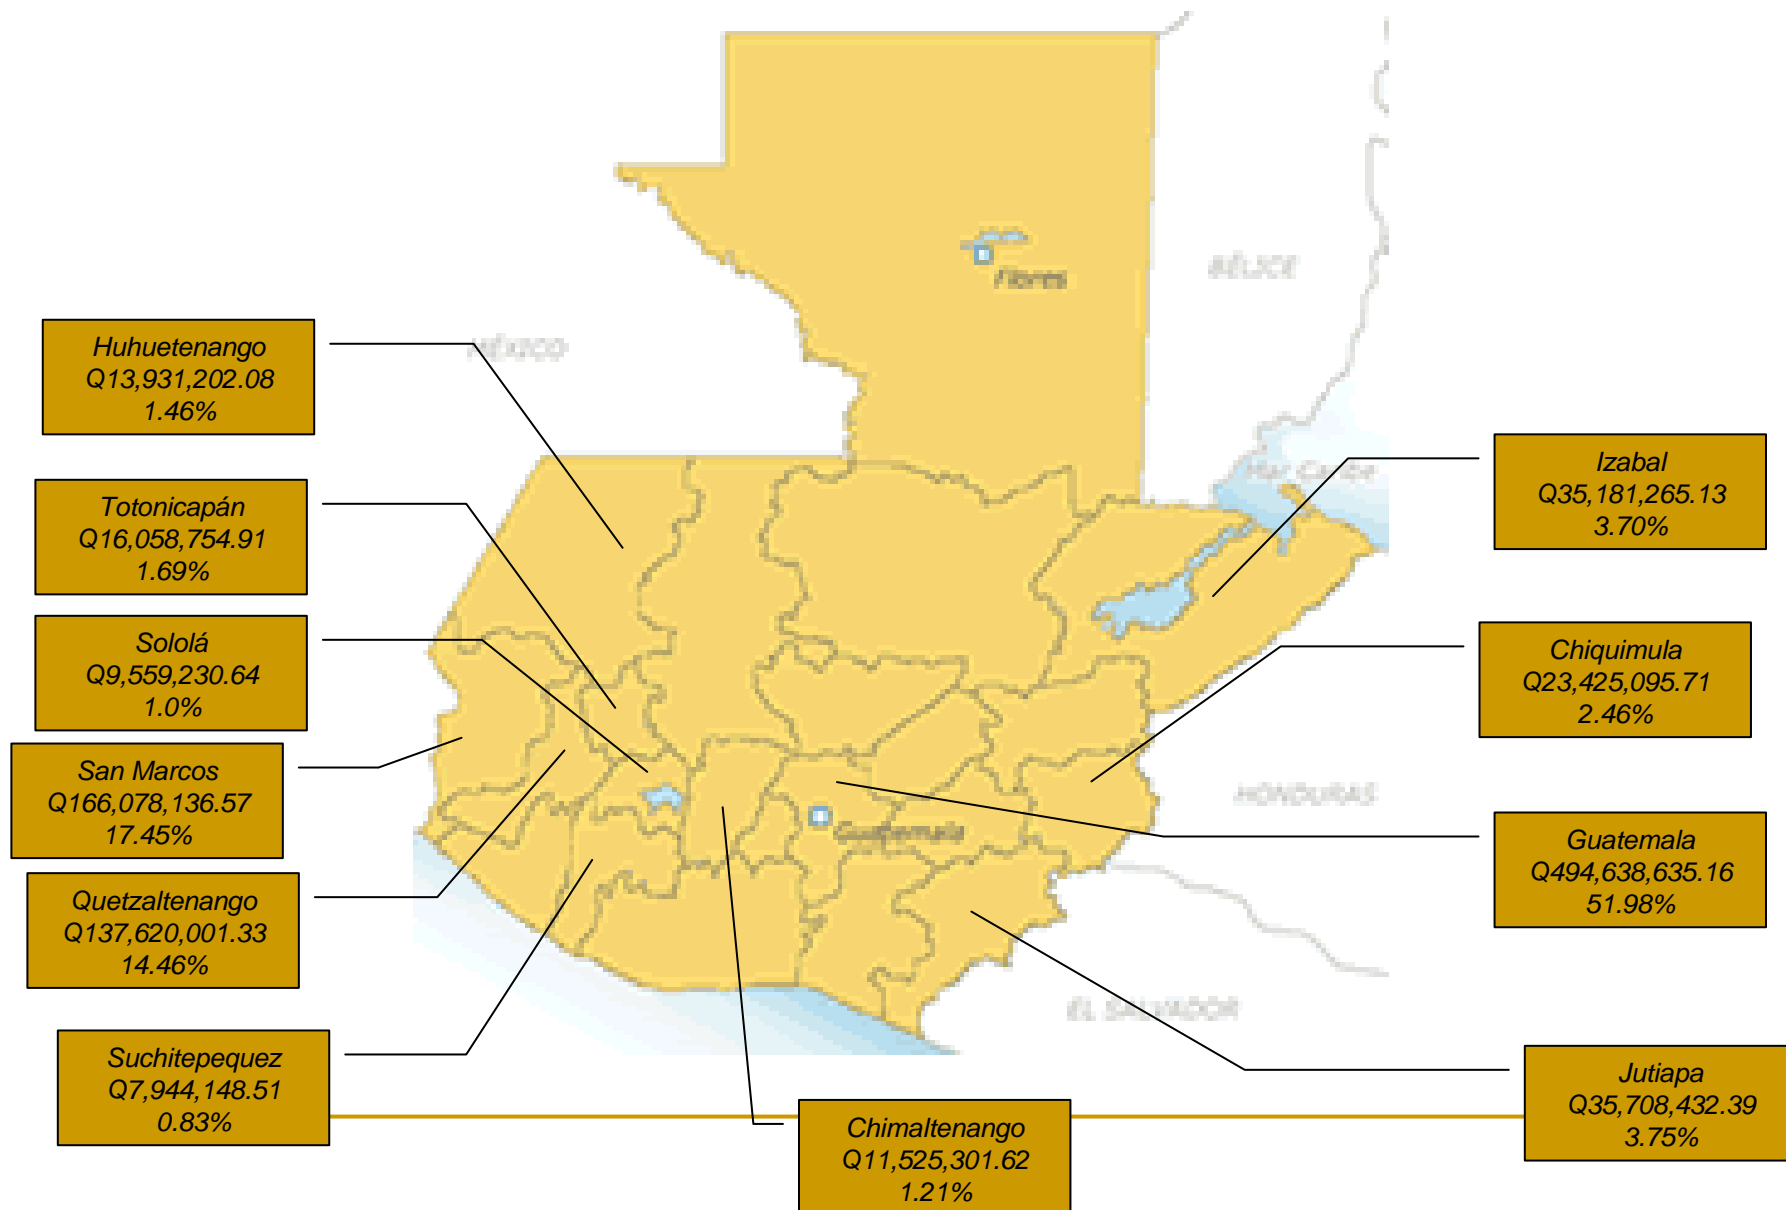 Flores
BÉLICE
MÉXICO
Huhuetenango
Q13,931,202.08
1.46%
Mar Caribe
Izabal
Q35,181,265.13
3.70%
Totonicapán
Q16,058,754.91
1.69%
Sololá
Q9,559,230.64
1.0%
Chiquimula
Q23,425,095.71
2.46%
San Marcos
Q166,078,136.57
17.45%
HONDURAS
Guatemala
Guatemala
Q494,638,635.16
51.98%
Quetzaltenango
Q137,620,001.33
14.46%
EL SALVADOR
Suchitepequez
Q7,944,148.51
0.83%
Jutiapa
Q35,708,432.39
3.75%
Chimaltenango
Q11,525,301.62
1.21%